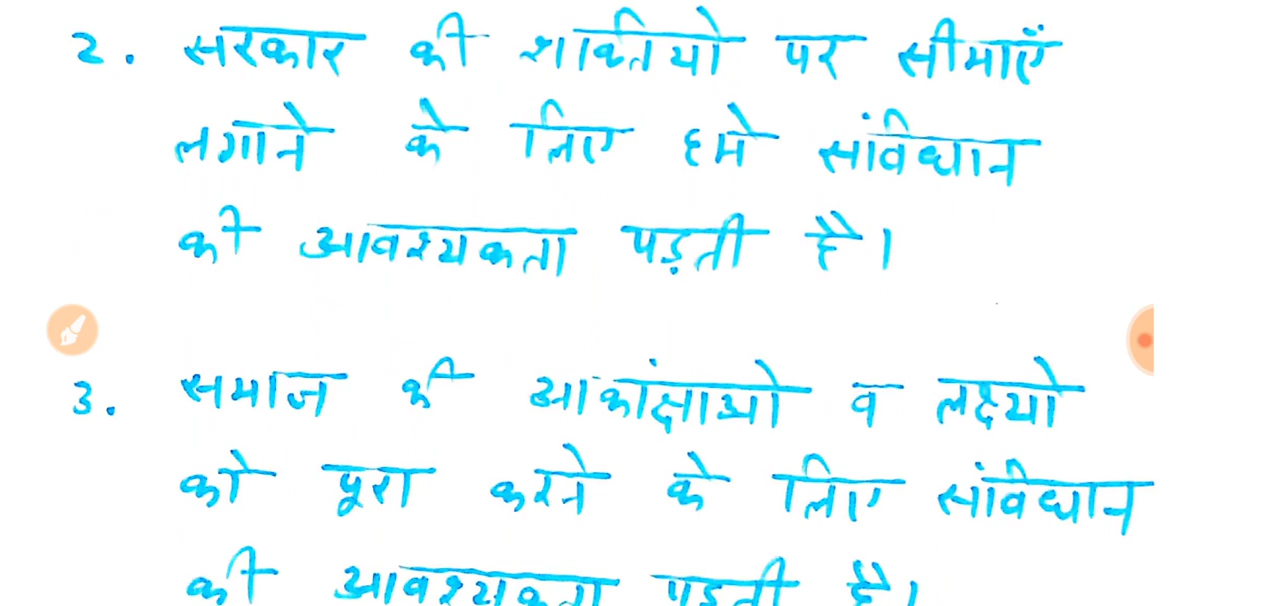 2. सरकार की शक्तियो पर सीमाएँ
लगाने के लिए हमे संविधान
की आवश्यकता पड़ती है।
3. समाज की आकांक्षाओ व लक्ष्यो
को पूरा करने के लिए संविधान
की आवश्यकता पड़ती है।